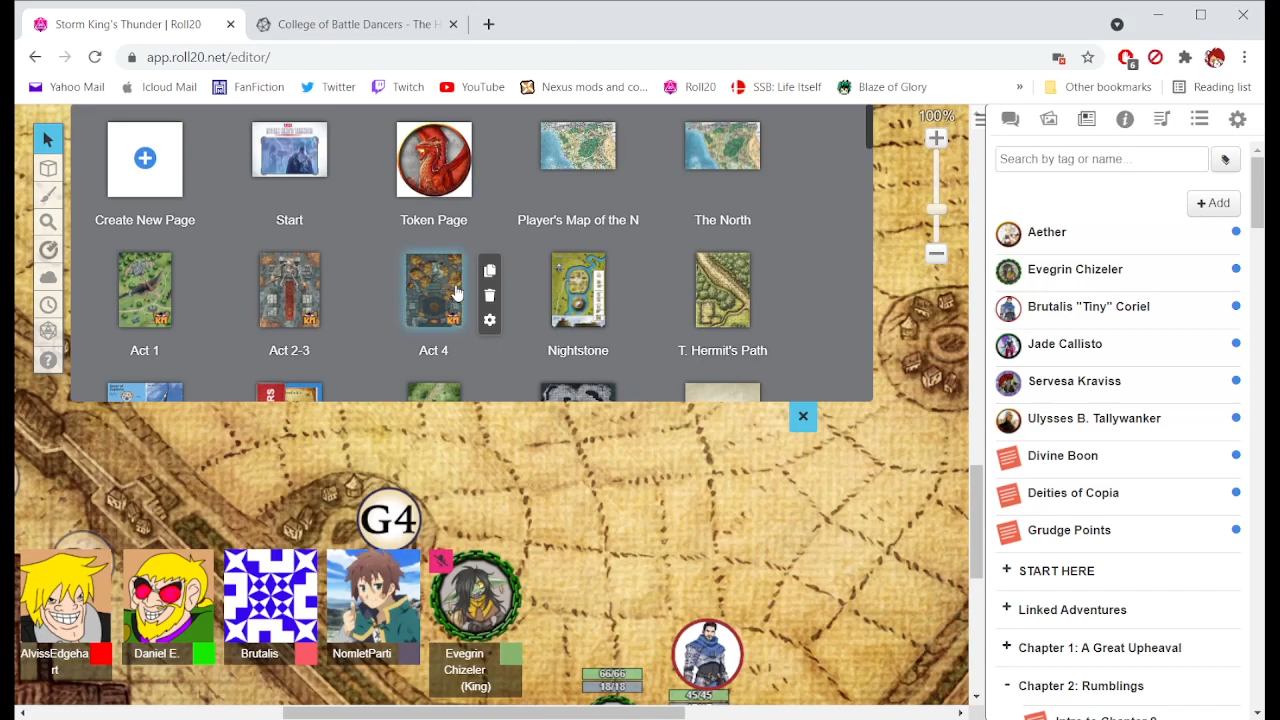 Storm King's Thunder | Roll20
College of Battle Dancers - The H
app.roll20.net/editor/
6
Yahoo Mail
Icloud Mail
FanFiction
Twitter
Twitch
YouTube
Nexus mods and co...
Roll20
SSB: Life Itself
Blaze of Glory
»
Other bookmarks
Reading list
100%
Create New Page
Start
Token Page
Player's Map of the N
The North
Act 1
Act 2-3
Act 4
Nightstone
T. Hermit's Path
G4
AlvissEdgeha
rt
Daniel E.
Brutalis
NomletParti
Evegrin
Chizeler
(King)
66/66
18/18
45/45
Search by tag or name...
+ Add
Aether
Evegrin Chizeler
Brutalis "Tiny" Coriel
Jade Callisto
Servesa Kraviss
Ulysses B. Tallywanker
Divine Boon
Deities of Copia
Grudge Points
+ START HERE
+ Linked Adventures
+ Chapter 1: A Great Upheaval
- Chapter 2: Rumblings